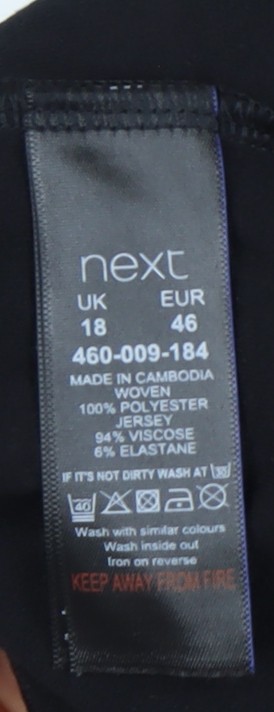 next
UK EUR
18 46
460-009-184
MADE IN CAMBODIA
WOVEN
100% POLYESTER
JERSEY
94% VISCOSE
6% ELASTANE
IF IT'S NOT DIRTY WASH AT 30
40
Wash with similar colours
Wash inside out
Iron on reverse
KEEP AWAY FROM FIRE